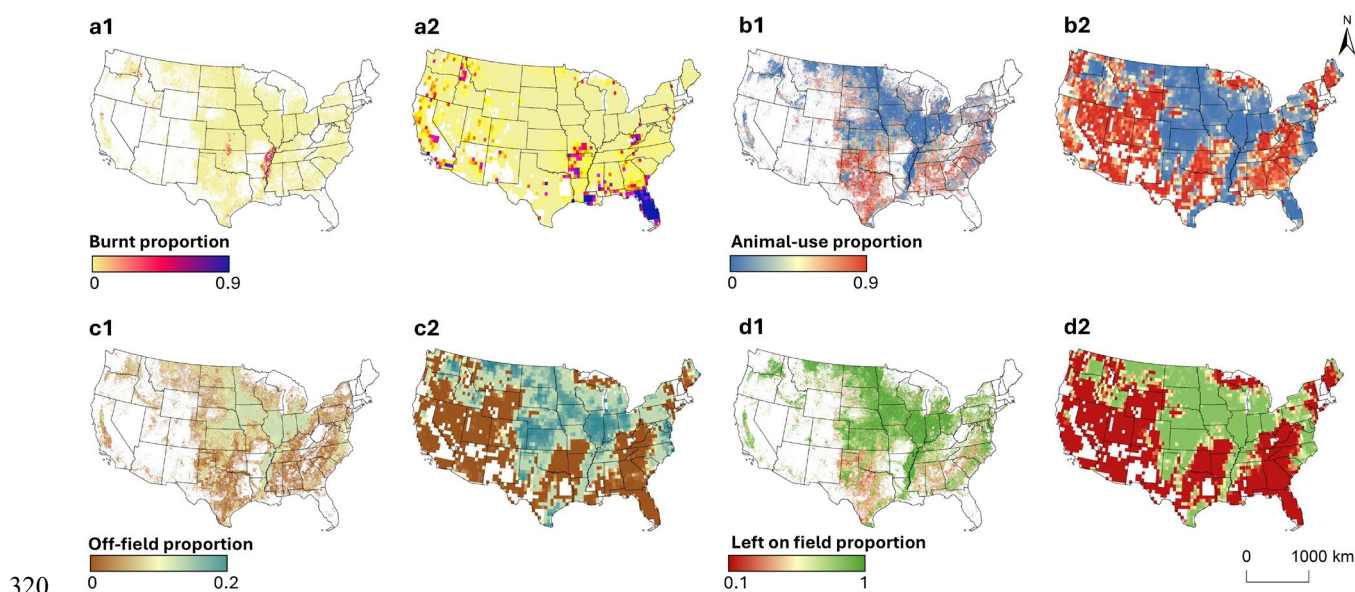 a1
a2
b1
b2
N
Burnt proportion
0 0.9
Animal-use proportion
0 0.9
c1
c2
d1
d2
Off-field proportion
0 0.2
Left on field proportion
0.1 1
0 1000 km
320